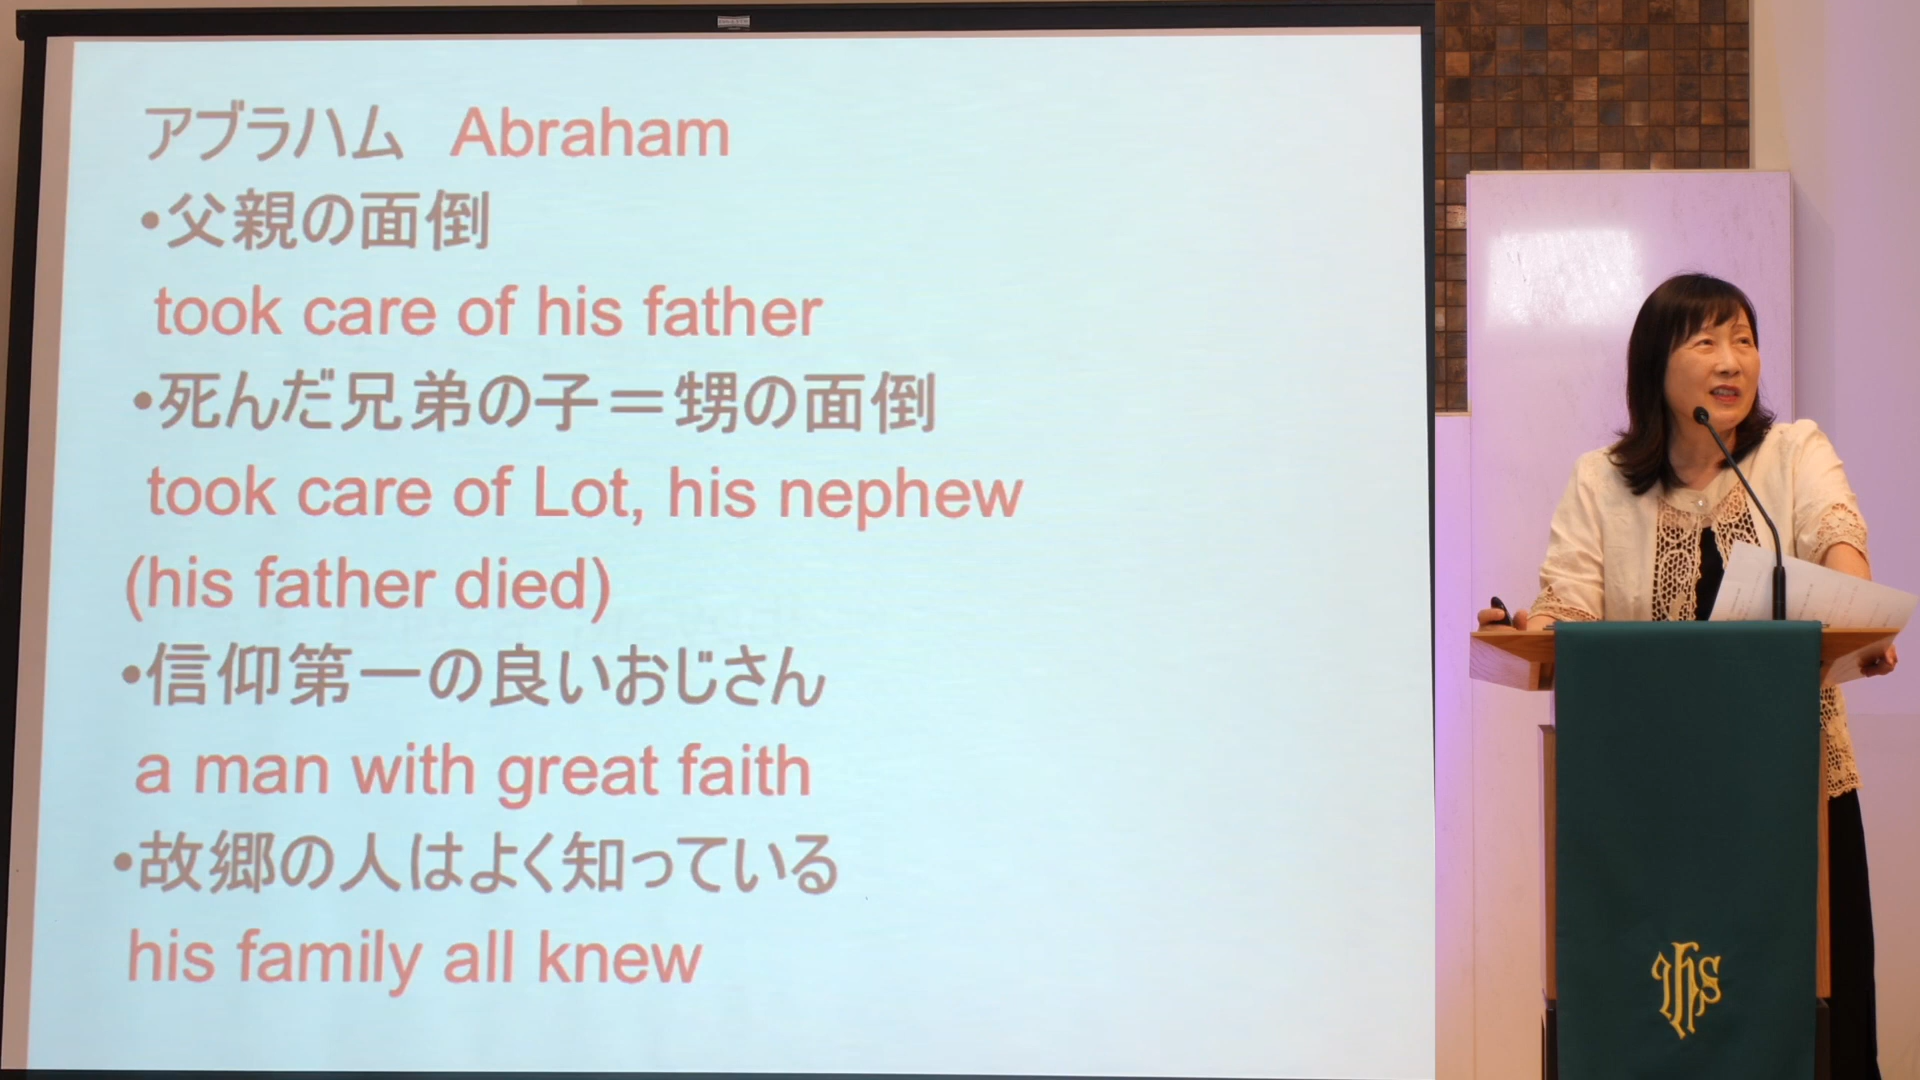 アブラハム Abraham
•父親の面倒
took care of his father
•死んだ兄弟の子＝甥の面倒
took care of Lot, his nephew
(his father died)
•信仰第一の良いおじさん
a man with great faith
•故郷の人はよく知っている
his family all knew
IHS